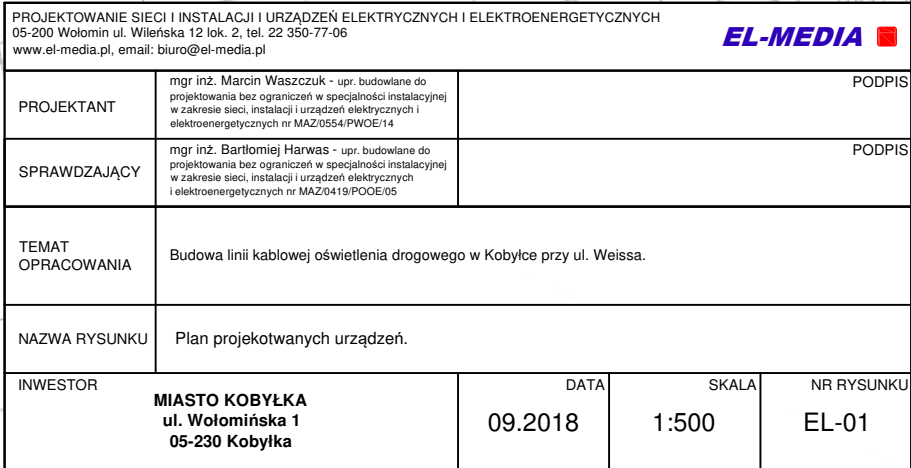 PROJEKTOWANIE SIECI I INSTALACJI I URZĄDZEŃ ELEKTRYCZNYCH I ELEKTROENERGETYCZNYCH
05-200 Wołomin ul. Wileńska 12 lok. 2, tel. 22 350-77-06
www.el-media.pl, email: biuro@el-media.pl
EL-MEDIA
PROJEKTANT
mgr inż. Marcin Waszczuk - upr. budowlane do
projektowania bez ograniczeń w specjalności instalacyjnej
w zakresie sieci, instalacji i urządzeń elektrycznych i
elektroenergetycznych nr MAZ/0554/PWOE/14
PODPIS
SPRAWDZAJĄCY
mgr inż. Bartłomiej Harwas - upr. budowlane do
projektowania bez ograniczeń w specjalności instalacyjnej
w zakresie sieci, instalacji i urządzeń elektrycznych
i elektroenergetycznych nr MAZ/0419/POOE/05
PODPIS
TEMAT
OPRACOWANIA
Budowa linii kablowej oświetlenia drogowego w Kobyłce przy ul. Weissa.
NAZWA RYSUNKU
Plan projekotwanych urządzeń.
INWESTOR
MIASTO KOBYŁKA
ul. Wołomińska 1
05-230 Kobyłka
DATA
09.2018
SKALA
1:500
NR RYSUNKU
EL-01